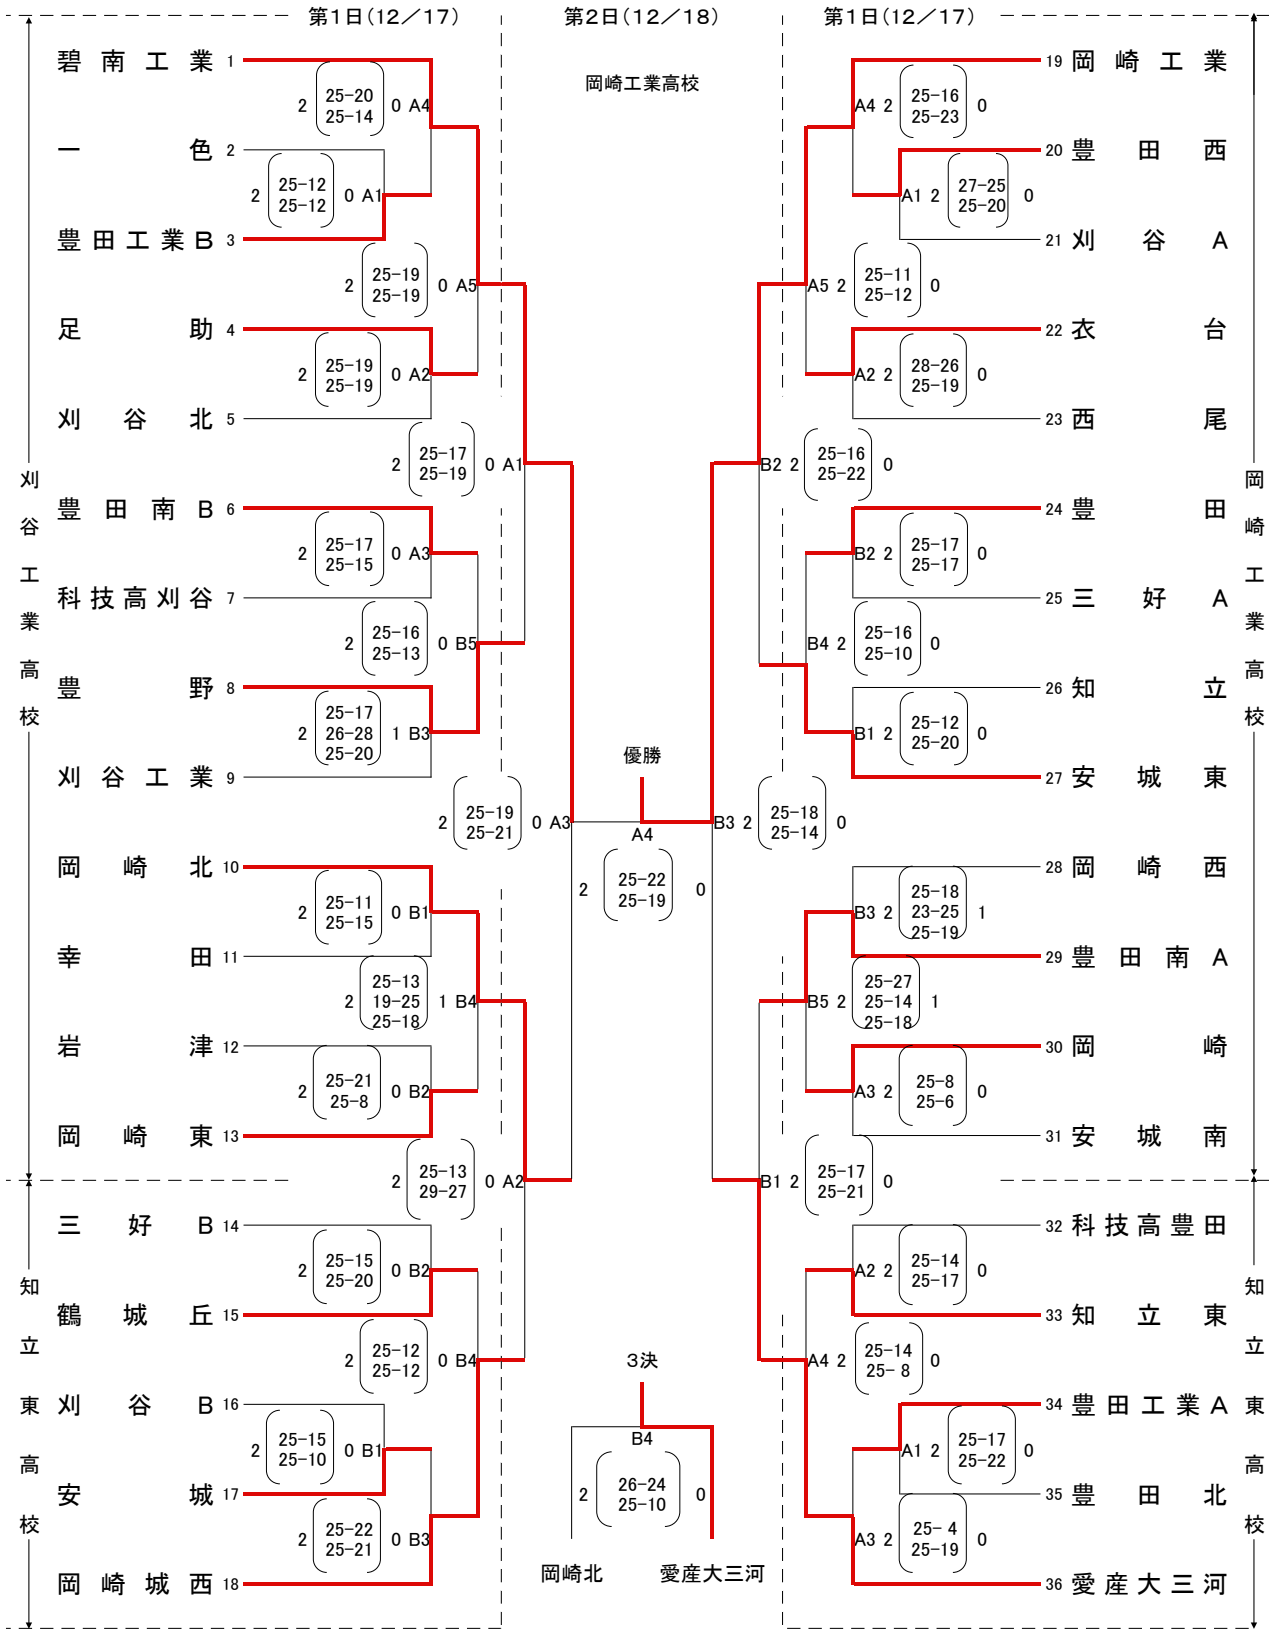 第1日(12／17)
第2日(12／18)
第1日(12／17)
岡崎工業高校
碧南工業 1
2 25-20 0 A4
25-14
一色 2
2 25-12 0 A1
25-12
豊田工業B 3
2 25-19 0 A5
25-19
足助 4
2 25-19 0 A2
25-19
刈谷北 5
2 25-17 0 A1
25-19
豊田南B 6
2 25-17 0 A3
25-15
科技高刈谷 7
2 25-16 0 B5
25-13
豊野 8
2 25-17
26-28 1 B3
25-20
刈谷工業 9
2 25-19 0 A3
25-21
岡崎北 10
2 25-11 0 B1
25-15
幸田 11
2 25-13
19-25 1 B4
25-18
岩津 12
2 25-21 0 B2
25-8
岡崎東 13
2 25-13 0 A2
29-27
三好B 14
2 25-15 0 B2
25-20
鶴城丘 15
2 25-12 0 B4
25-12
刈谷B 16
2 25-15 0 B1
25-10
安城 17
2 25-22 0 B3
25-21
岡崎城西 18
刈谷工業高校
知立東高校
優勝
A4
2 25-22 0
25-19
3決
B4
2 26-24 0
25-10
岡崎北
愛産大三河
19 岡崎工業
A4 2 25-16 0
25-23
20 豊田西
A1 2 27-25 0
25-20
21 刈谷A
A5 2 25-11 0
25-12
22 衣台
A2 2 28-26 0
25-19
23 西尾
B2 2 25-16 0
25-22
24 豊田
B2 2 25-17 0
25-17
25 三好A
B4 2 25-16 0
25-10
26 知立
B1 2 25-12 0
25-20
27 安城東
B3 2 25-18 0
25-14
28 岡崎西
25-18
B3 2 23-25 1
25-19
29 豊田南A
25-27
B5 2 25-14 1
25-18
30 岡崎
A3 2 25-8 0
25-6
31 安城南
B1 2 25-17 0
25-21
32 科技高豊田
A2 2 25-14 0
25-17
33 知立東
A4 2 25-14 0
25- 8
34 豊田工業A
A1 2 25-17 0
25-22
35 豊田北
A3 2 25- 4 0
25-19
36 愛産大三河
岡崎工業高校
知立東高校